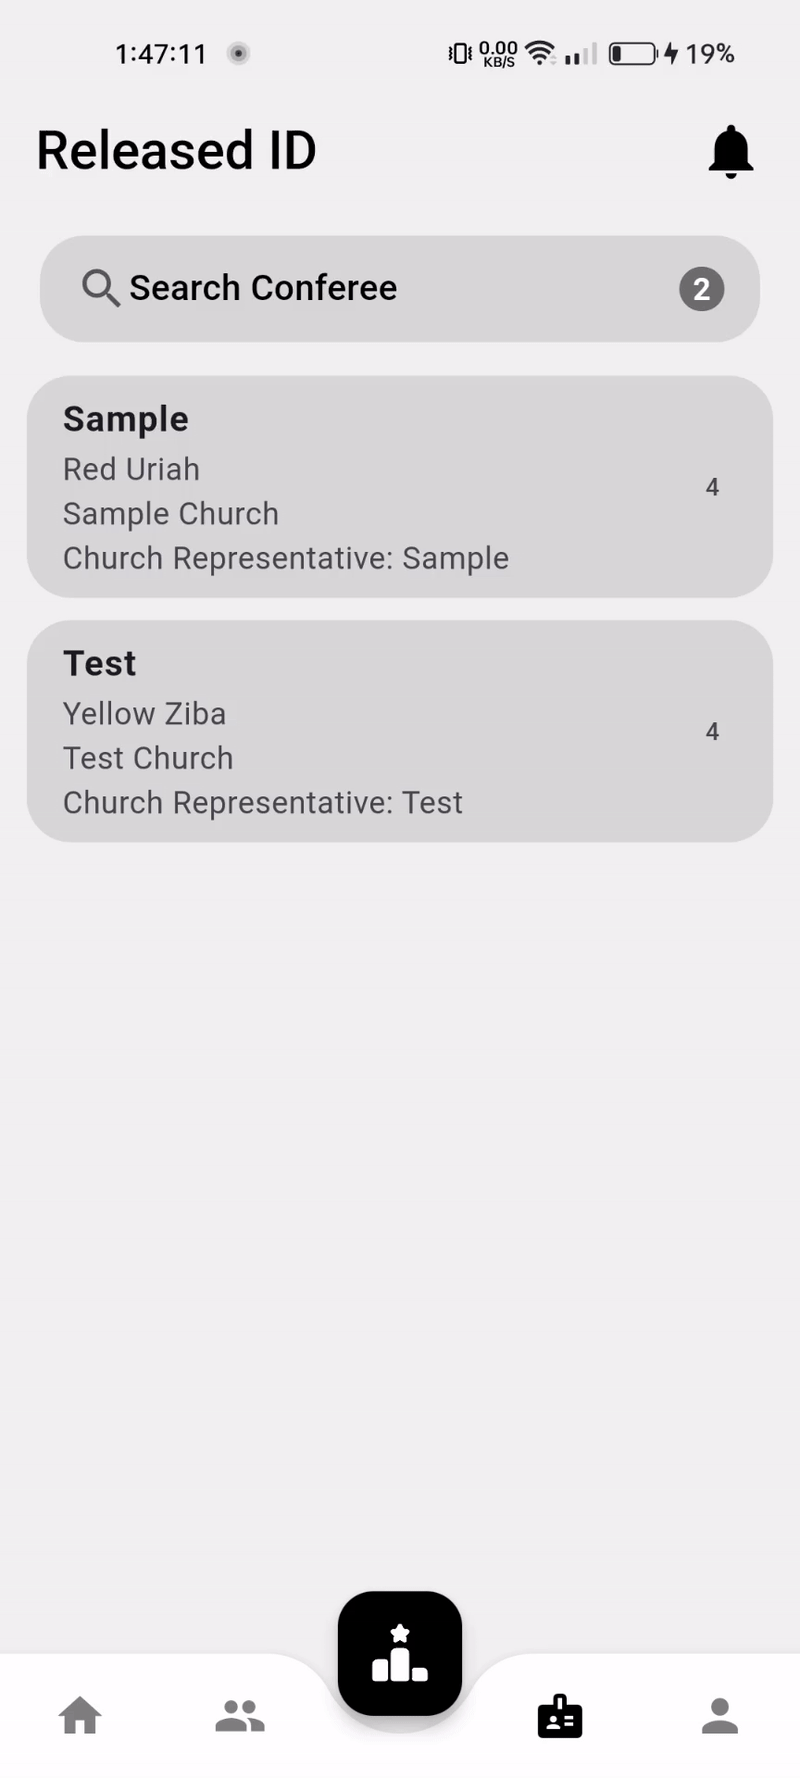 1:47:11 0.00 KB/S 19%
Released ID
Search Conferee 2
Sample
Red Uriah
Sample Church
Church Representative: Sample
4
Test
Yellow Ziba
Test Church
Church Representative: Test
4